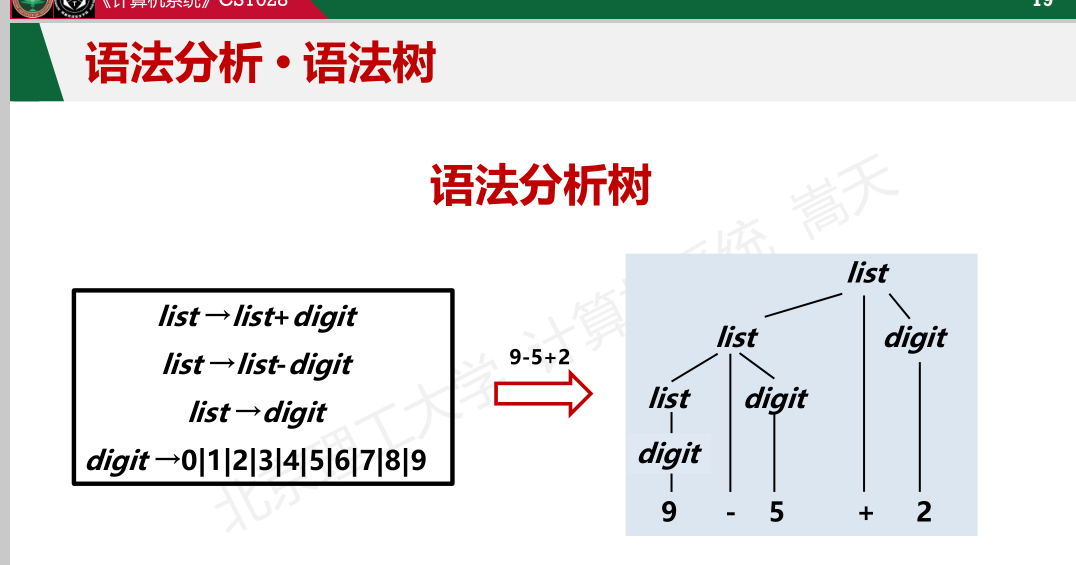 《计算机系统》CST028
19
语法分析·语法树
语法分析树
list→list+digit
list→list-digit
list→digit
digit→0|1|2|3|4|5|6|7|8|9
9-5+2
list
list digit
list digit
digit
9 - 5 + 2
北京理工大学 计算机系统 嵩天